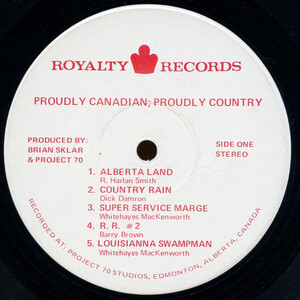 ROYALTY RECORDS
PROUDLY CANADIAN; PROUDLY COUNTRY
PRODUCED BY:
BRIAN SKLAR
& PROJECT 70
SIDE ONE
STEREO
1. ALBERTA LAND
R. Harlan Smith
2. COUNTRY RAIN
Dick Damron
3. SUPER SERVICE MARGE
Whitehayes MacKenworth
4. R. R. #2
Barry Brown
5. LOUISIANNA SWAMPMAN
Whitehayes MacKenworth
RECORDED AT: PROJECT 70 STUDIOS, EDMONTON, ALBERTA, CANADA